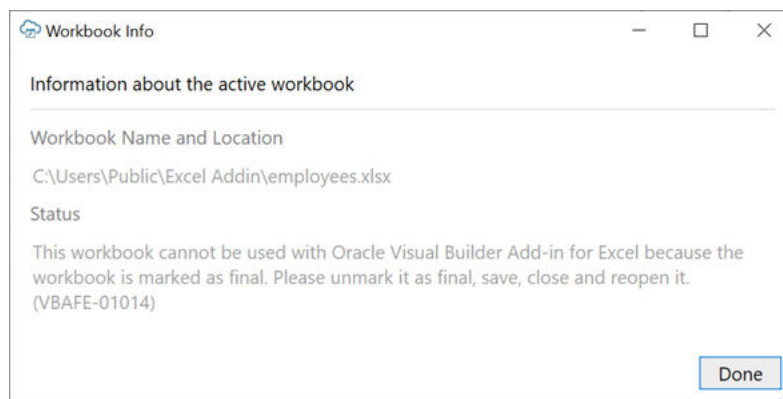 Workbook Info
Information about the active workbook
Workbook Name and Location
C:\Users\Public\Excel Addin\employees.xlsx
Status
This workbook cannot be used with Oracle Visual Builder Add-in for Excel because the
workbook is marked as final. Please unmark it as final, save, close and reopen it.
(VBAFE-01014)
Done